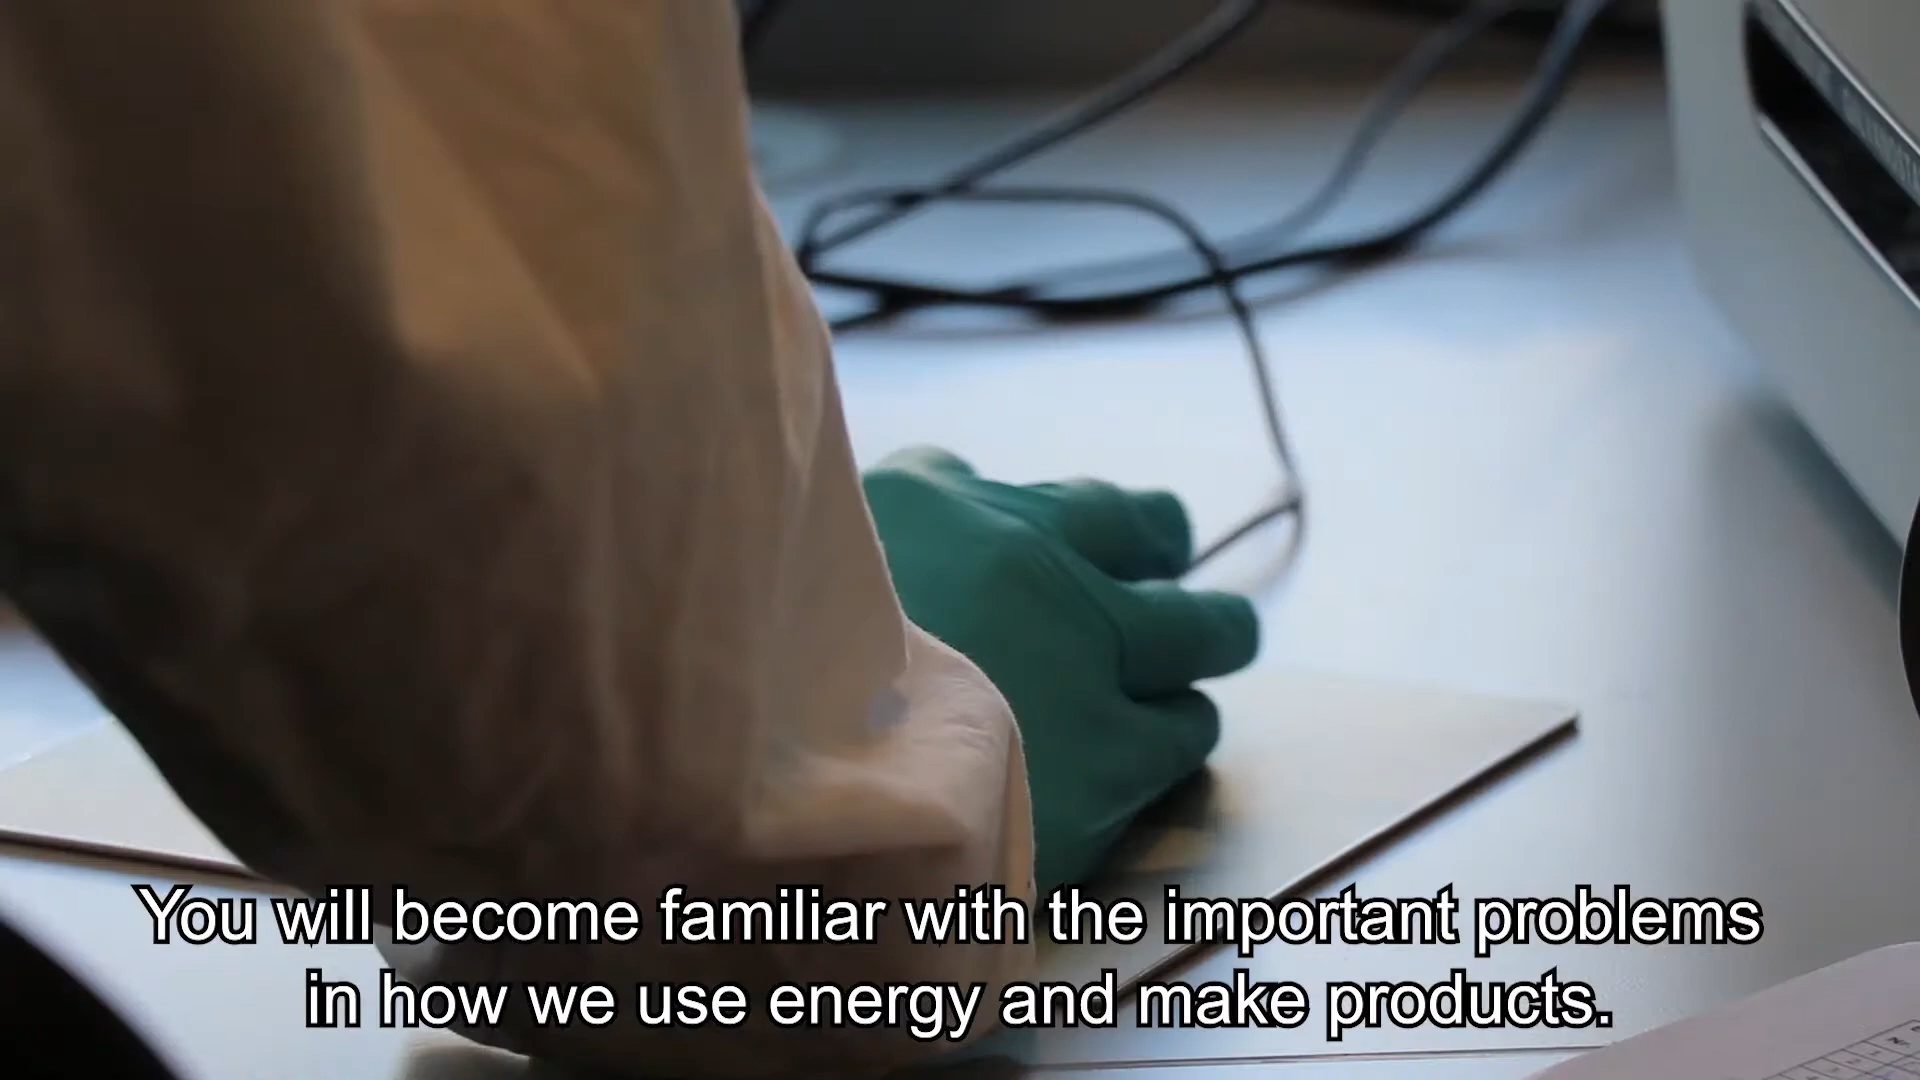 You will become familiar with the important problems
in how we use energy and make products.